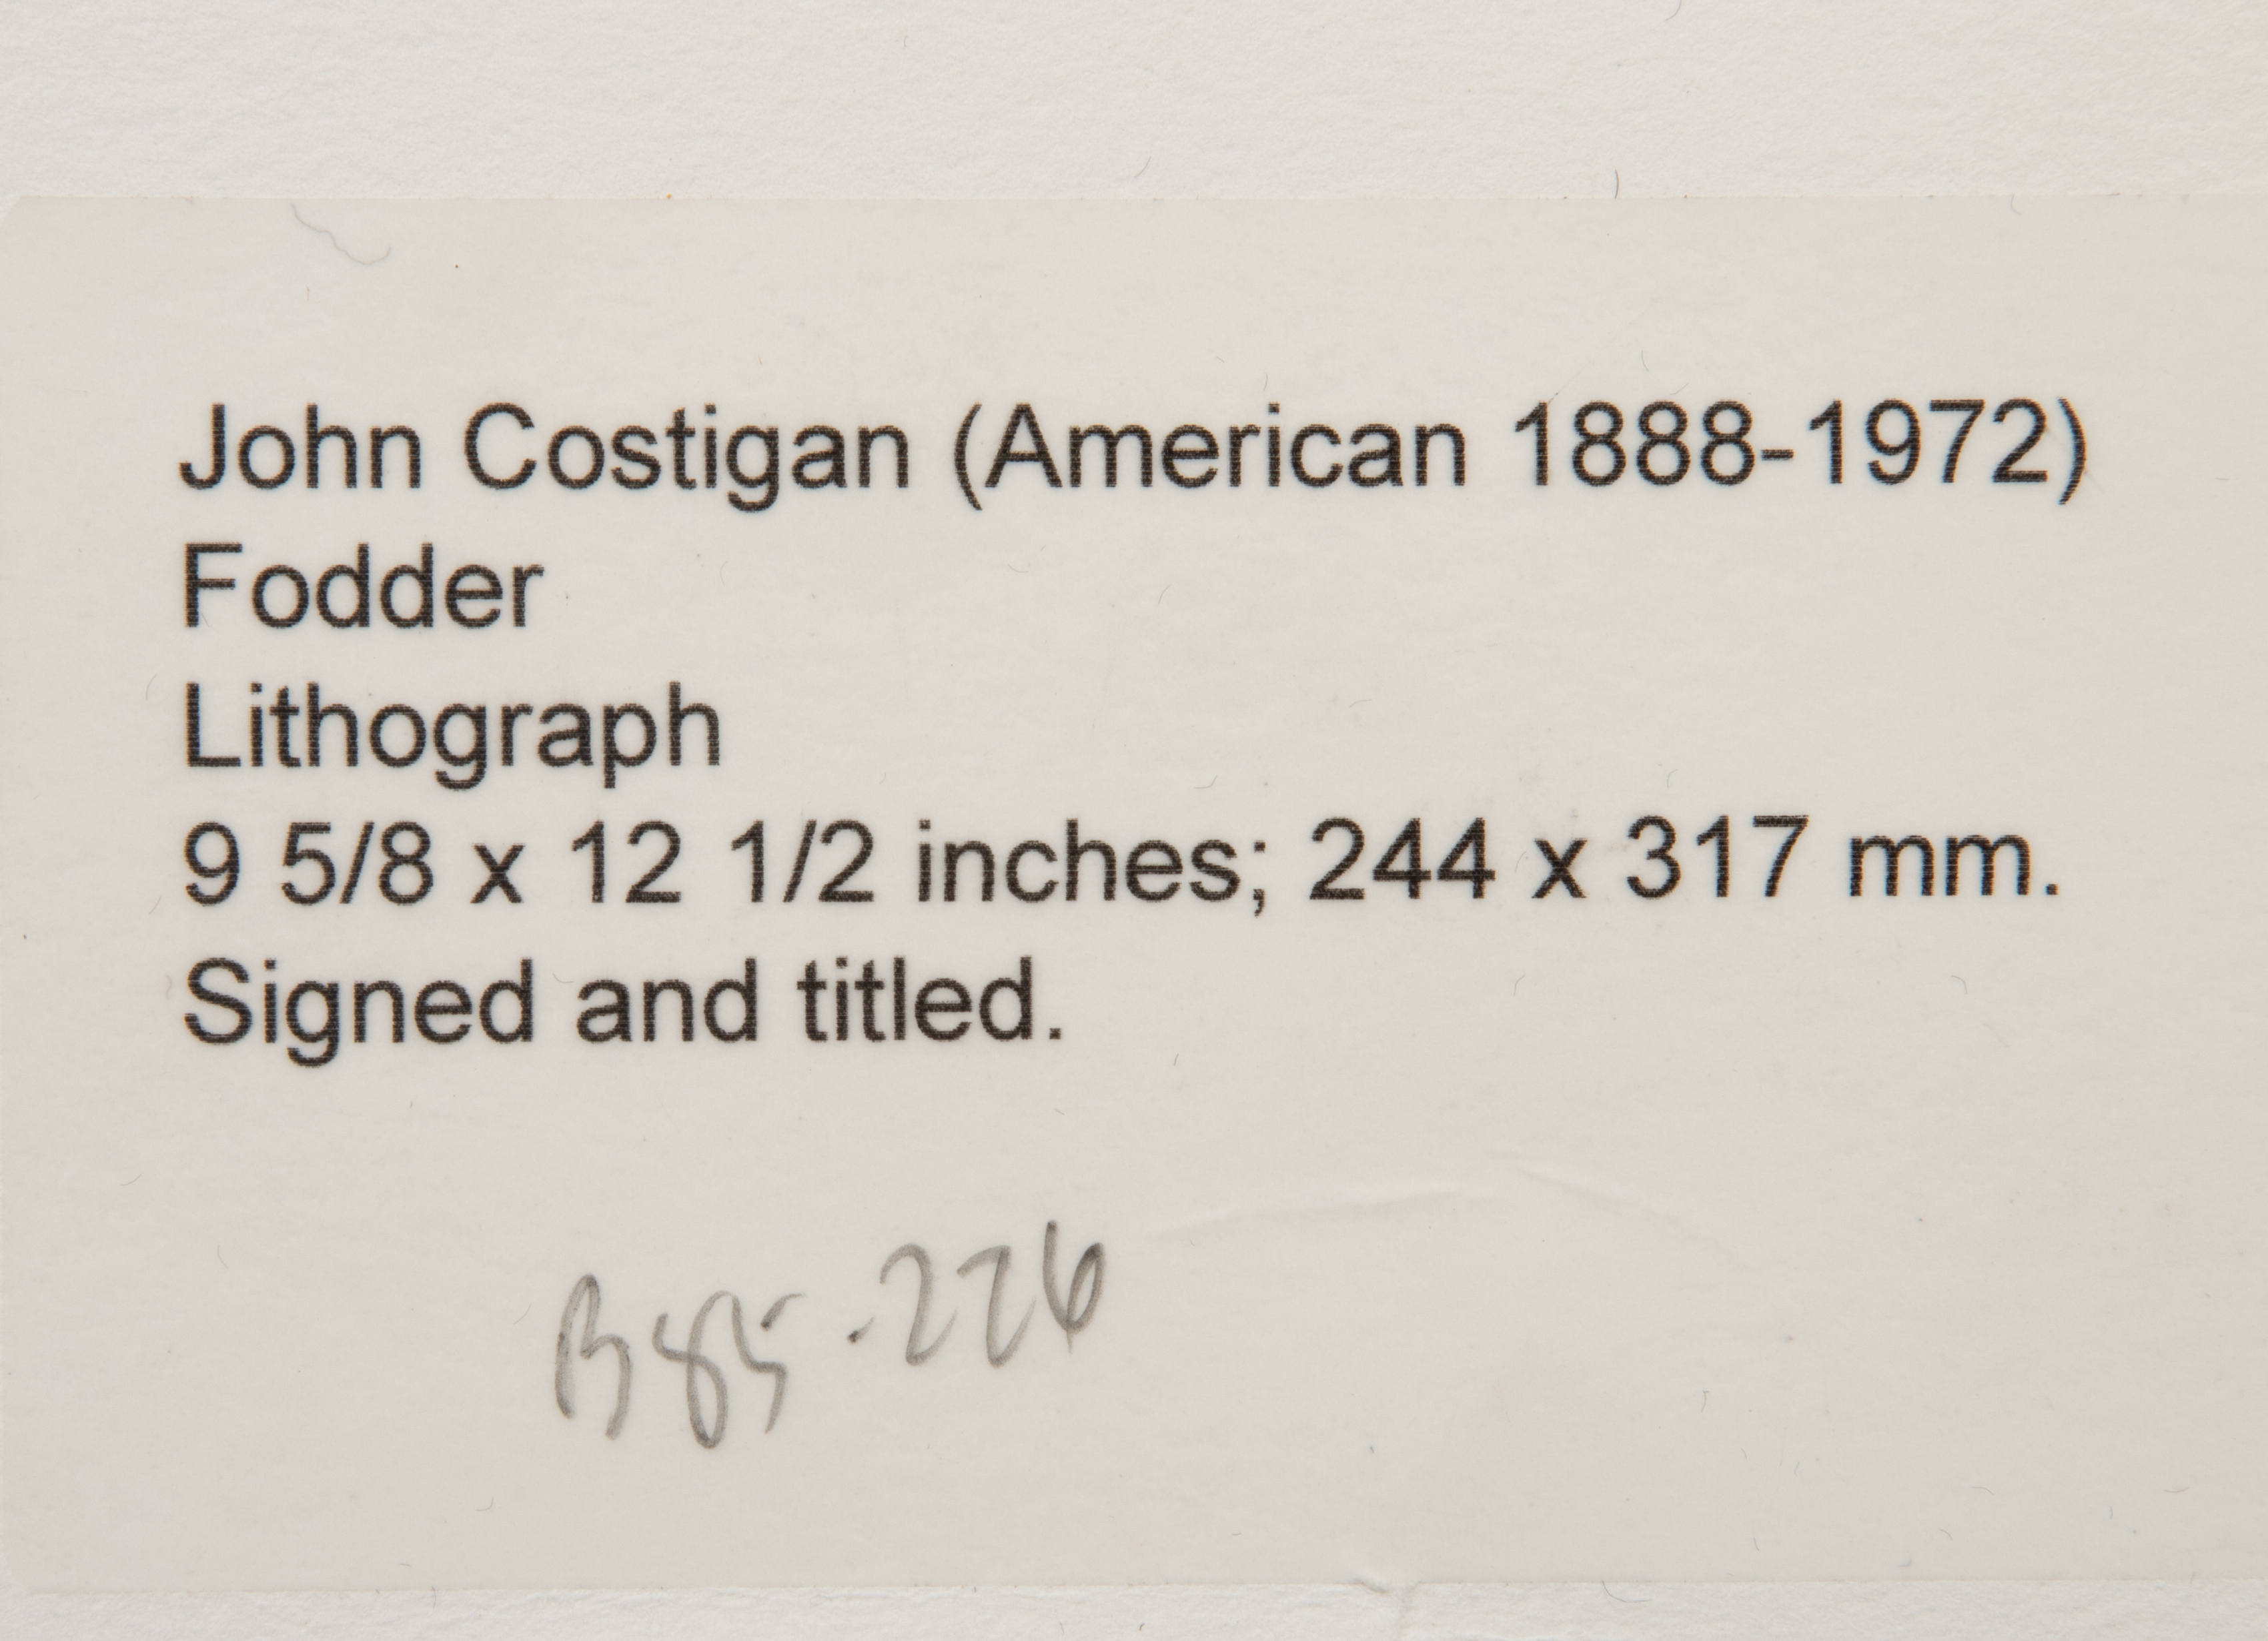 John Costigan (American 1888-1972)
Fodder
Lithograph
9 5/8 x 12 1/2 inches; 244 x 317 mm.
Signed and titled.
B85-226